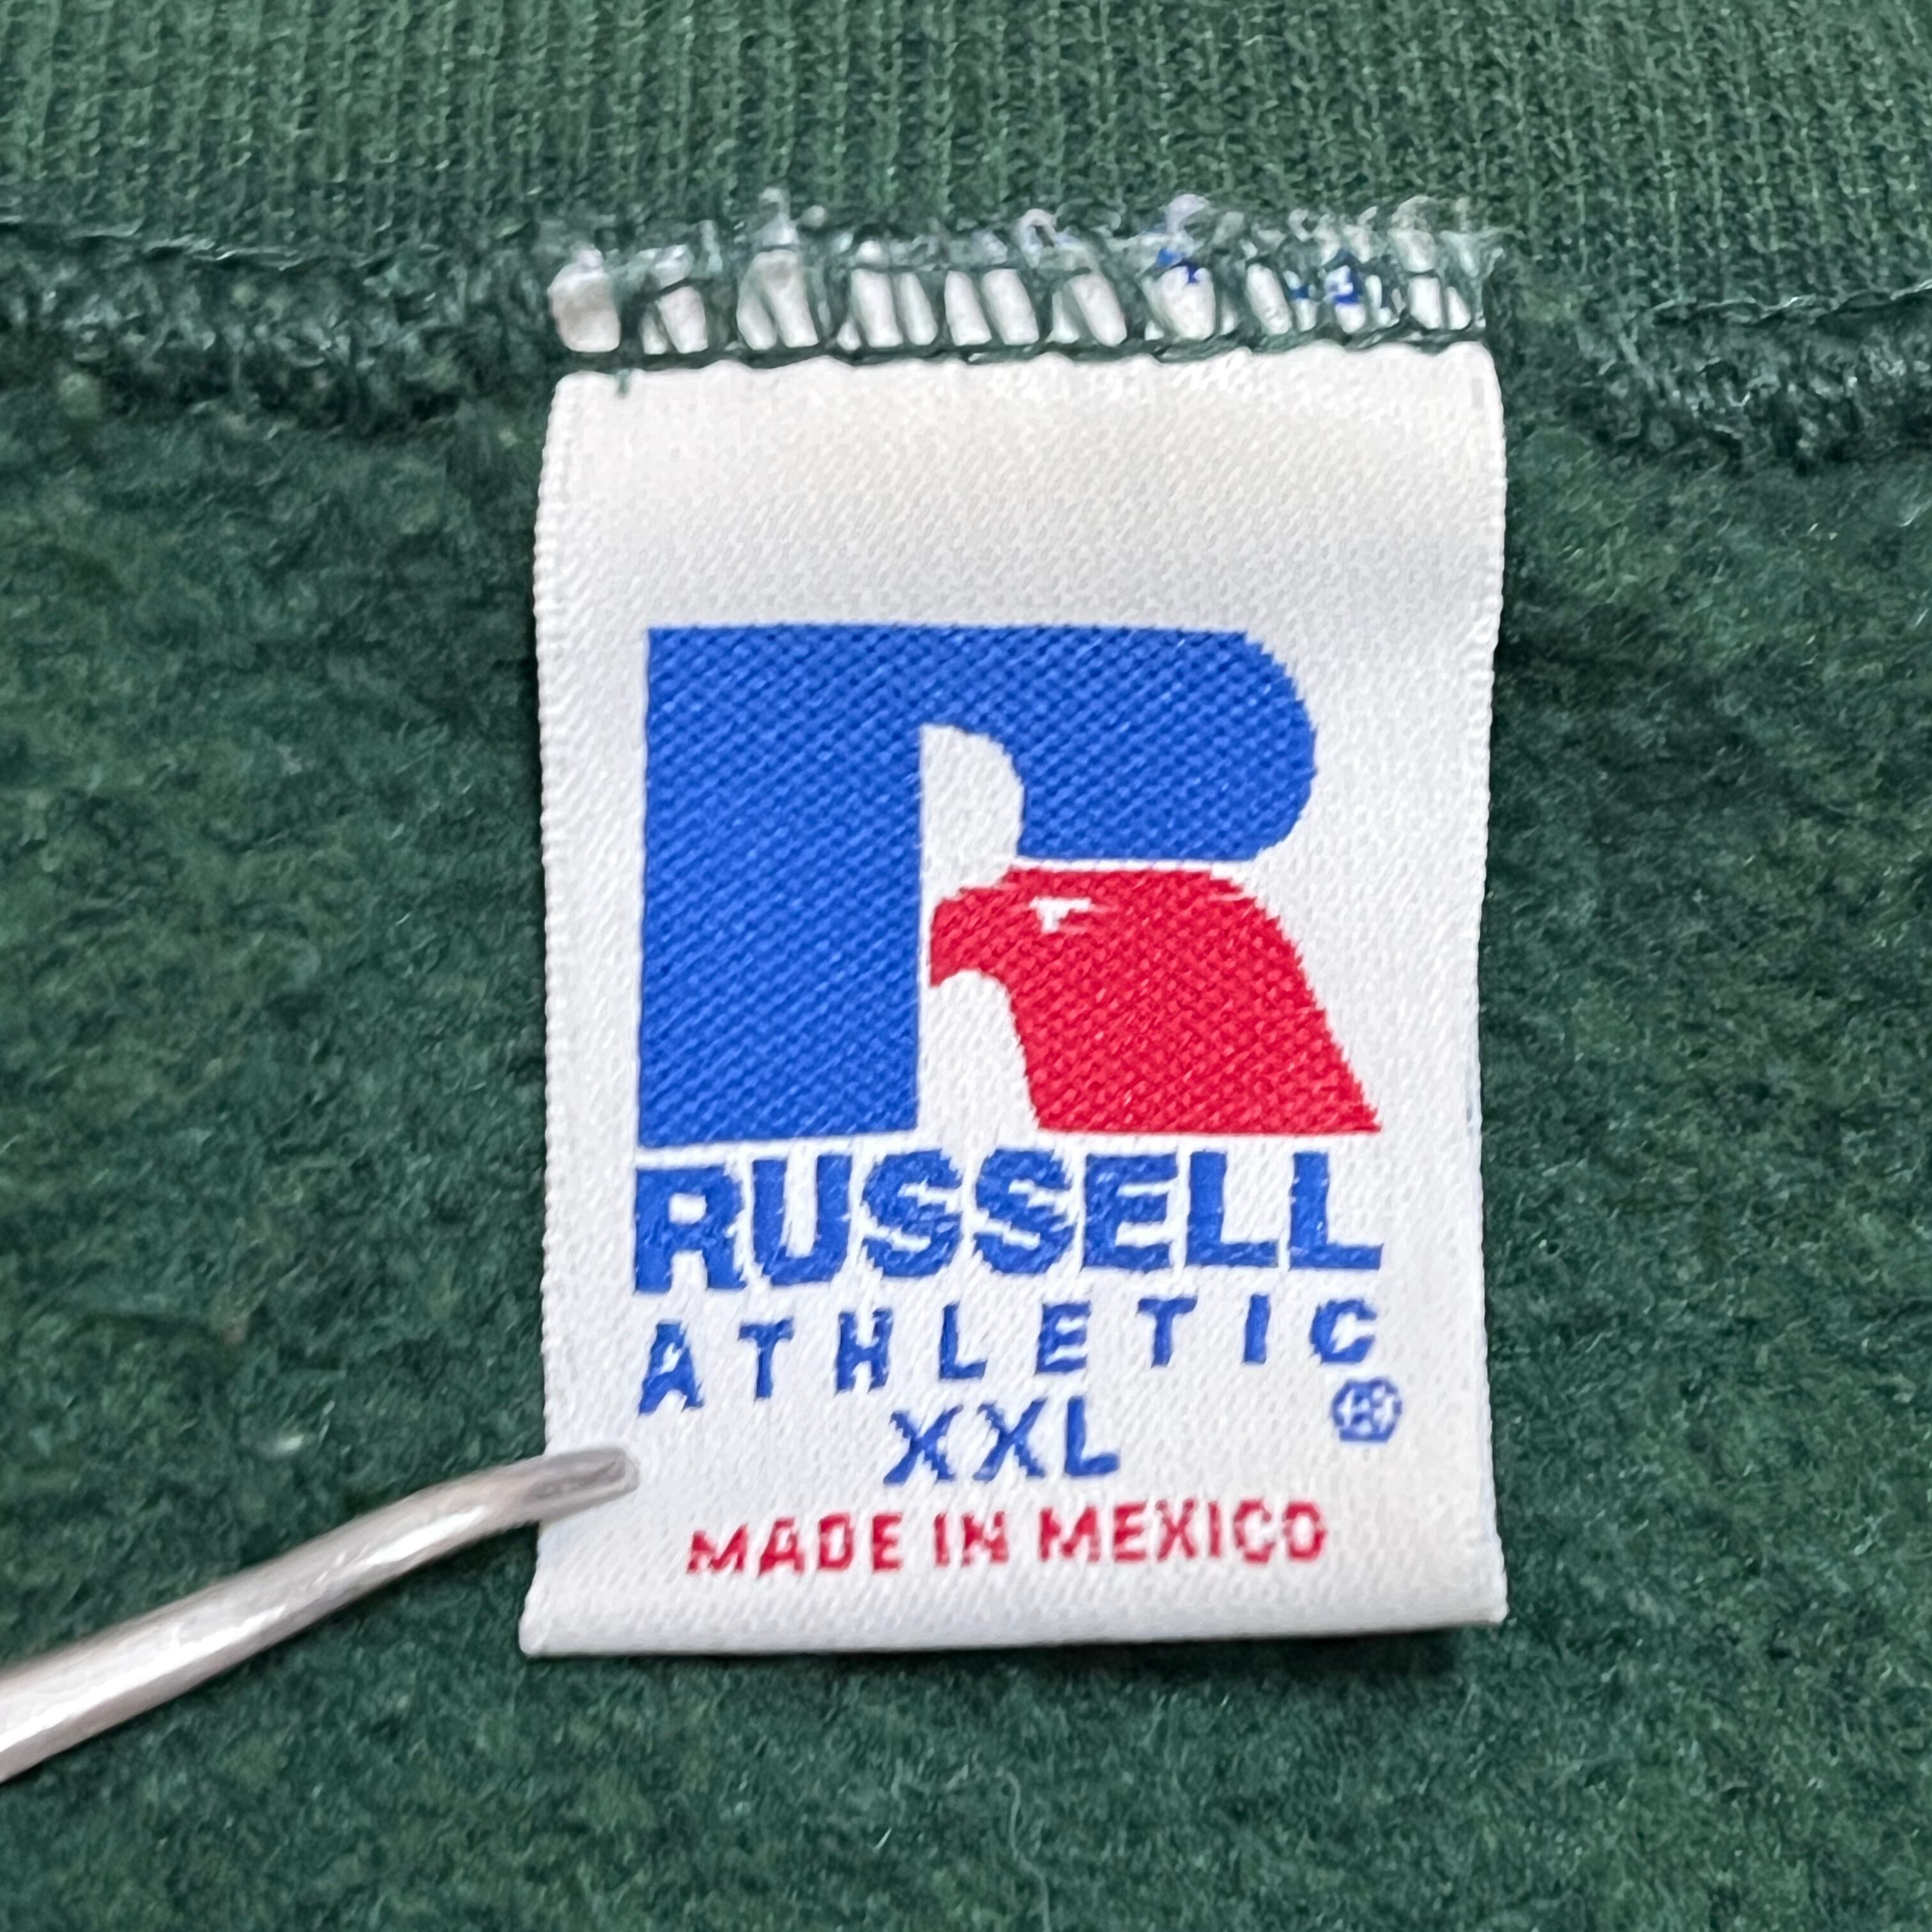 RUSSELL
ATHLETIC
®
XXL
MADE IN MEXICO